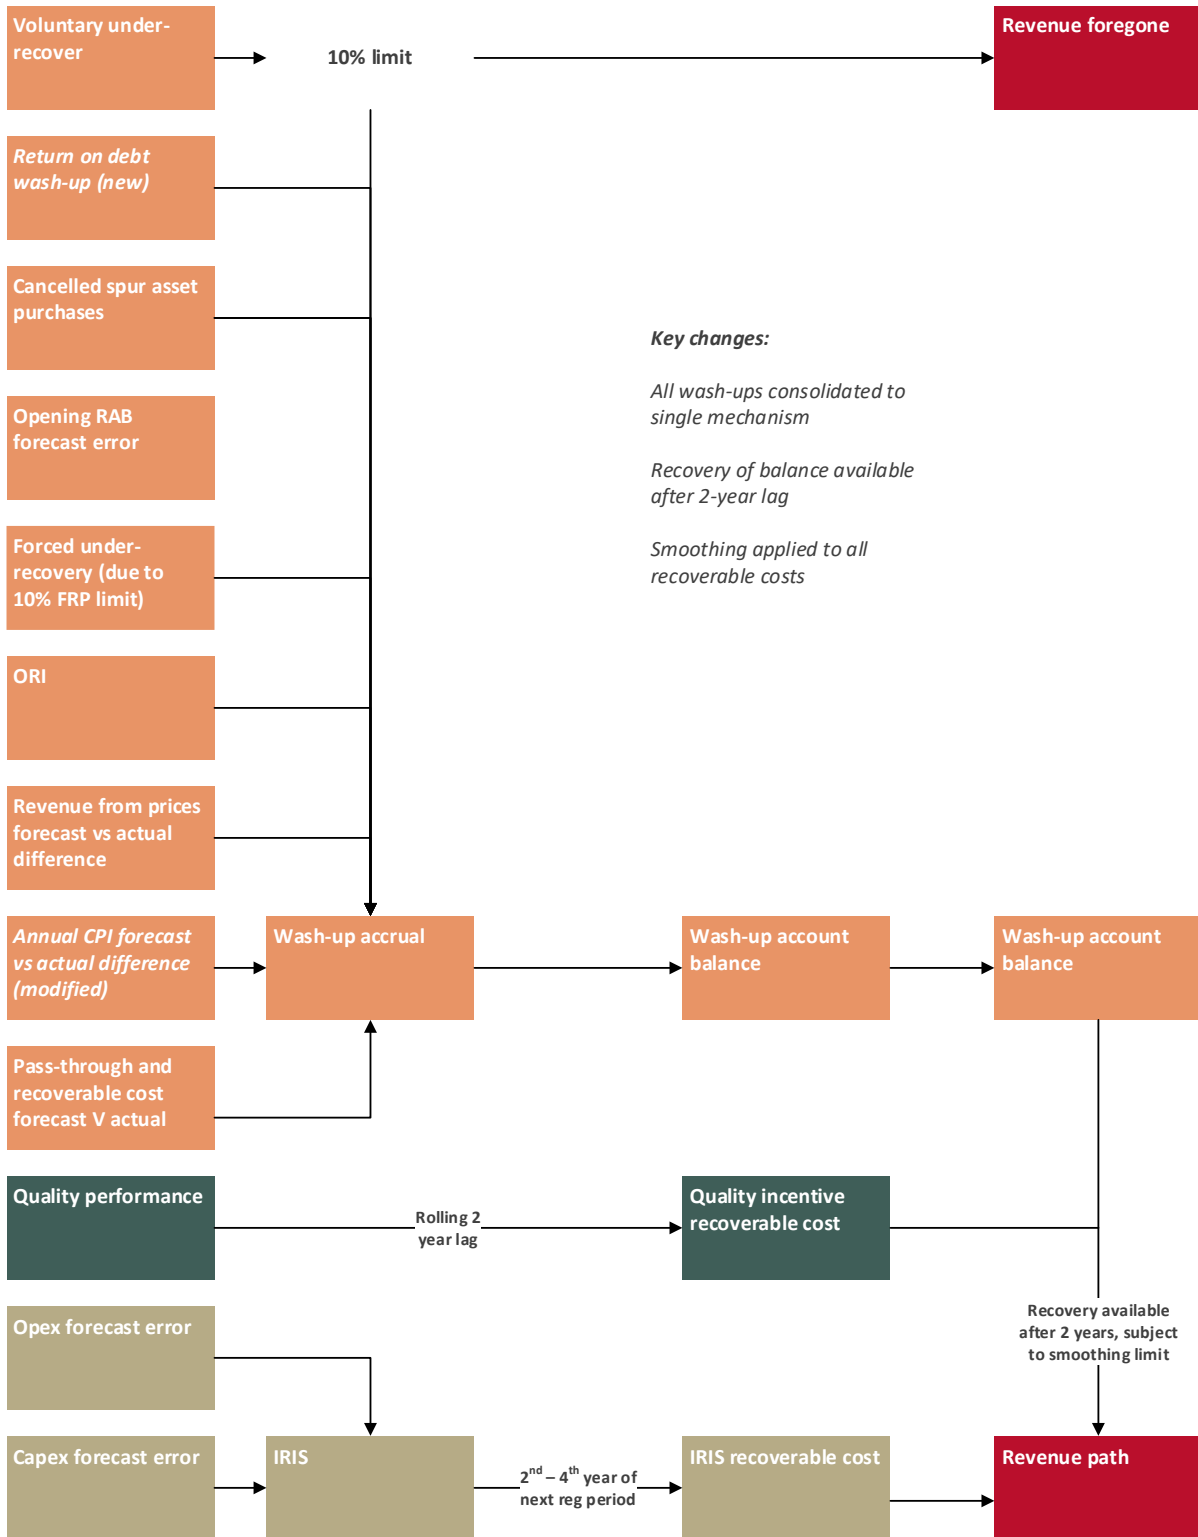 Voluntary under-
recover
10% limit
Revenue foregone
Return on debt
wash-up (new)
Cancelled spur asset
purchases
Key changes:
All wash-ups consolidated to
single mechanism
Recovery of balance available
after 2-year lag
Smoothing applied to all
recoverable costs
Opening RAB
forecast error
Forced under-
recovery (due to
10% FRP limit)
ORI
Revenue from prices
forecast vs actual
difference
Annual CPI forecast
vs actual difference
(modified)
Wash-up accrual
Wash-up account
balance
Wash-up account
balance
Pass-through and
recoverable cost
forecast V actual
Quality performance
Rolling 2
year lag
Quality incentive
recoverable cost
Recovery available
after 2 years, subject
to smoothing limit
Opex forecast error
Capex forecast error
IRIS
2nd – 4th year of
next reg period
IRIS recoverable cost
Revenue path